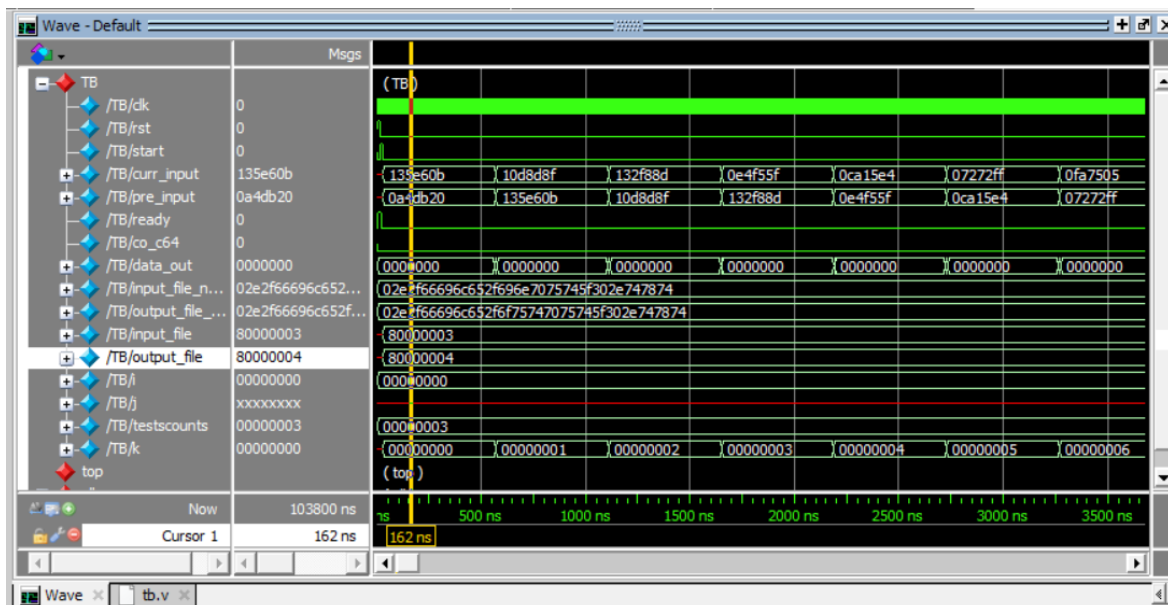 Wave - Default
Msgs
TB (TB)
/TB/clk 0
/TB/rst 0
/TB/start 0
/TB/curr_input 135e60b 135e60b 10d8d8f 132f88d 0e4f55f 0ca15e4 07272ff 0fa7505
/TB/pre_input 0a4db20 0a4db20 135e60b 10d8d8f 132f88d 0e4f55f 0ca15e4 07272ff
/TB/ready 0
/TB/co_c64 0
/TB/data_out 0000000 0000000 0000000 0000000 0000000 0000000 0000000 0000000
/TB/input_file_n... 02e2f66696c652... 02e2f66696c652f696e7075745f302e747874
/TB/output_file_... 02e2f66696c652f... 02e2f66696c652f6f75747075745f302e747874
/TB/input_file 80000003 80000003
/TB/output_file 80000004 80000004
/TB/i 00000000 00000000
/TB/j xxxxxxxx
/TB/testscounts 00000003 00000003
/TB/k 00000000 00000000 00000001 00000002 00000003 00000004 00000005 00000006
top (top)
Now 103800 ns ns 500 ns 1000 ns 1500 ns 2000 ns 2500 ns 3000 ns 3500 ns
Cursor 1 162 ns 162 ns
Wave tb.v